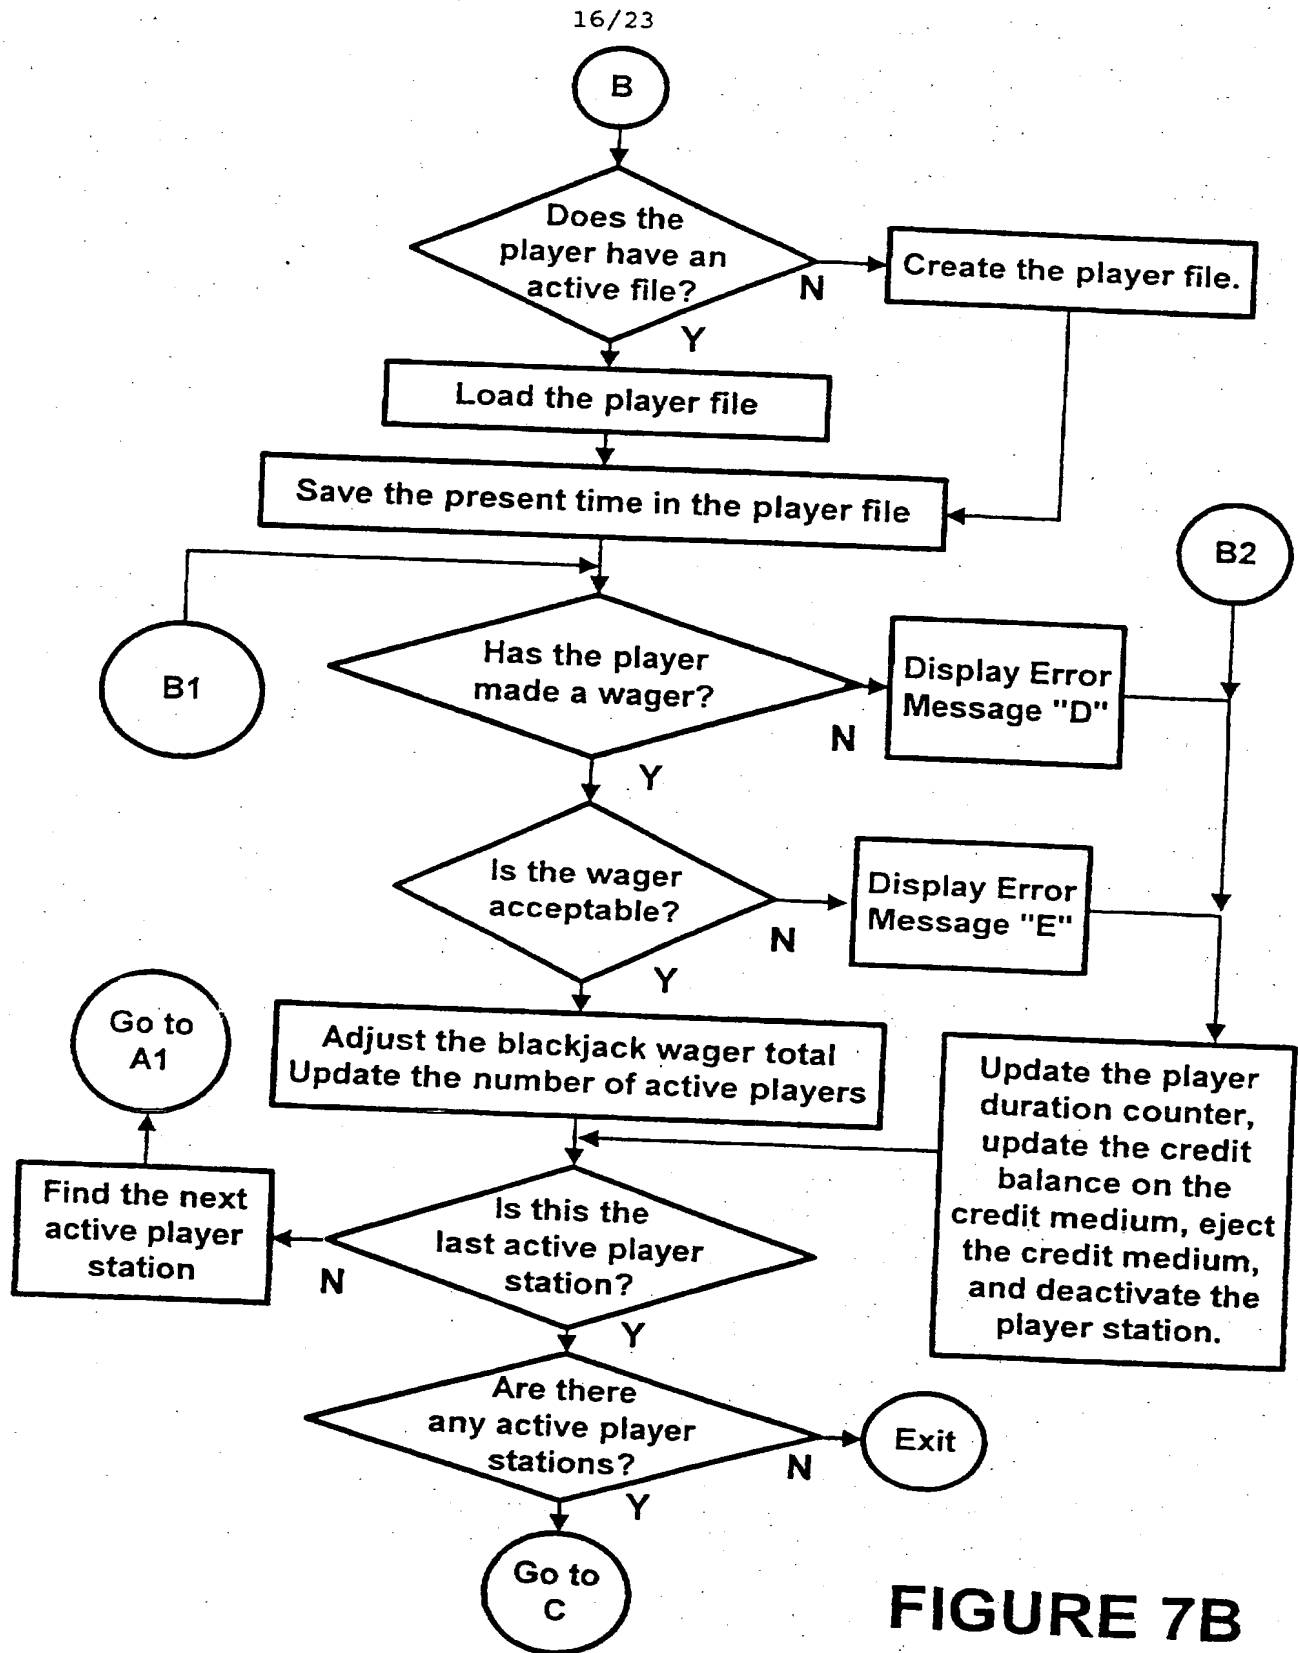 16/23
B
Does the
player have an
active file?
N
Create the player file.
Y
Load the player file
Save the present time in the player file
B2
B1
Has the player
made a wager?
N
Display Error
Message "D"
Y
Is the wager
acceptable?
N
Display Error
Message "E"
Y
Go to
A1
Adjust the blackjack wager total
Update the number of active players
Update the player
duration counter,
update the credit
balance on the
credit medium, eject
the credit medium,
and deactivate the
player station.
Find the next
active player
station
N
Is this the
last active player
station?
Y
Are there
any active player
stations?
N
Exit
Y
Go to
C
FIGURE 7B